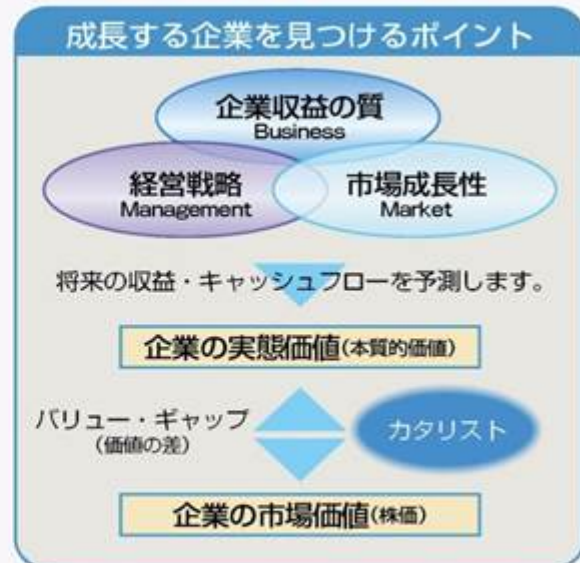 成長する企業を見つけるポイント
企業収益の質
Business
経営戦略
Management
市場成長性
Market
将来の収益・キャッシュフローを予測します。
企業の実態価値(本質的価値)
バリュー・ギャップ
(価値の差)
カタリスト
企業の市場価値(株価)